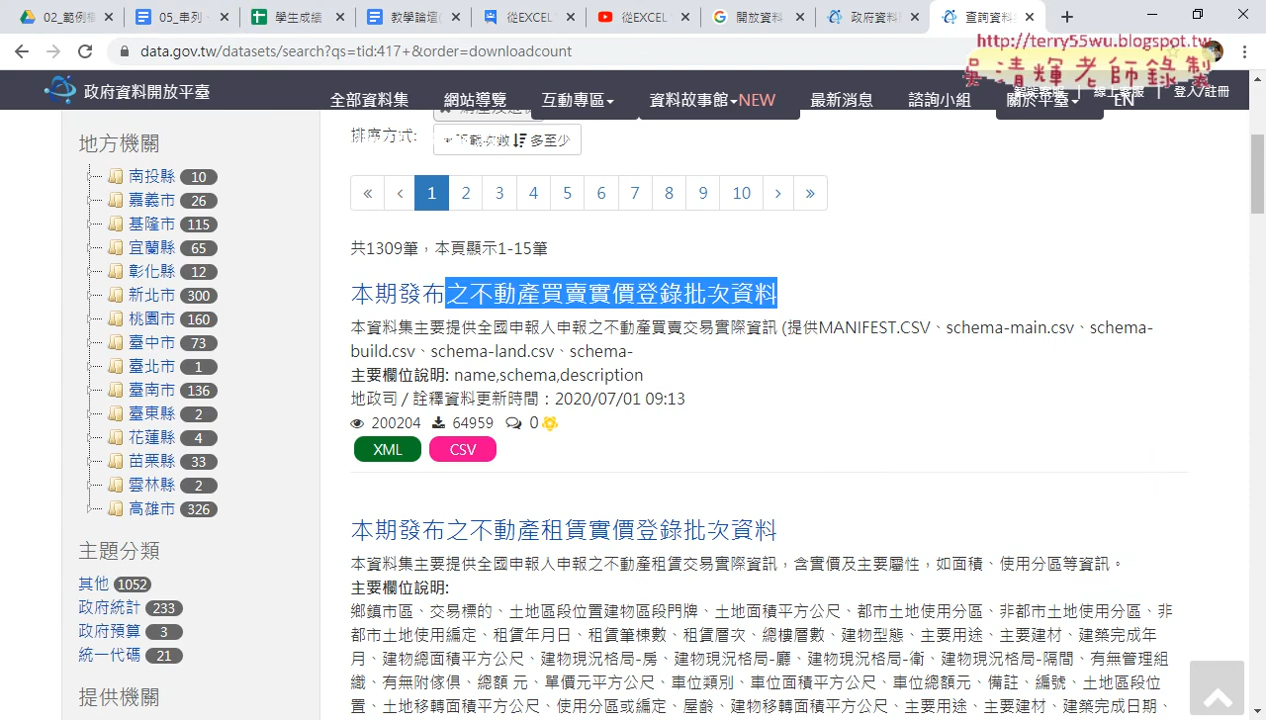 02_範例檔
05_串列
學生成績
教學論壇(
從EXCEL
從EXCEL
開放資料
政府資料
查詢資料集
data.gov.tw/datasets/search?qs=tid:417+&order=downloadcount
http://terry55wu.blogspot.tw
吳清輝老師錄製
政府資料開放平臺
全部資料集
網站導覽
互動專區
資料故事館 NEW
最新消息
諮詢小組
關於平臺
EN
線上客服
登入/註冊
排序方式:
下載次數 多至少
« ‹ 1 2 3 4 5 6 7 8 9 10 › »
共1309筆，本頁顯示1-15筆
本期發布之不動產買賣實價登錄批次資料
本資料集主要提供全國申報人申報之不動產買賣交易實際資訊 (提供MANIFEST.CSV、schema-main.csv、schema-
build.csv、schema-land.csv、schema-
主要欄位說明: name,schema,description
地政司 / 詮釋資料更新時間：2020/07/01 09:13
200204 64959 0
XML CSV
本期發布之不動產租賃實價登錄批次資料
本資料集主要提供全國申報人申報之不動產租賃交易實際資訊，含實價及主要屬性，如面積、使用分區等資訊。
主要欄位說明:
鄉鎮市區、交易標的、土地區段位置建物區段門牌、土地面積平方公尺、都市土地使用分區、非都市土地使用分區、非
都市土地使用編定、租賃年月日、租賃筆棟數、租賃層次、總樓層數、建物型態、主要用途、主要建材、建築完成年
月、建物總面積平方公尺、建物現況格局-房、建物現況格局-廳、建物現況格局-衛、建物現況格局-隔間、有無管理組
織、有無附傢俱、總額 元、單價元平方公尺、車位類別、車位面積平方公尺、車位總額元、備註、編號、土地區段位
置、土地移轉面積平方公尺、使用分區或編定、屋齡、建物移轉面積平方公尺、主要用途、主要建材、建築完成日期、
地方機關
南投縣 10
嘉義市 26
基隆市 115
宜蘭縣 65
彰化縣 12
新北市 300
桃園市 160
臺中市 73
臺北市 1
臺南市 136
臺東縣 2
花蓮縣 4
苗栗縣 33
雲林縣 2
高雄市 326
主題分類
其他 1052
政府統計 233
政府預算 3
統一代碼 21
提供機關